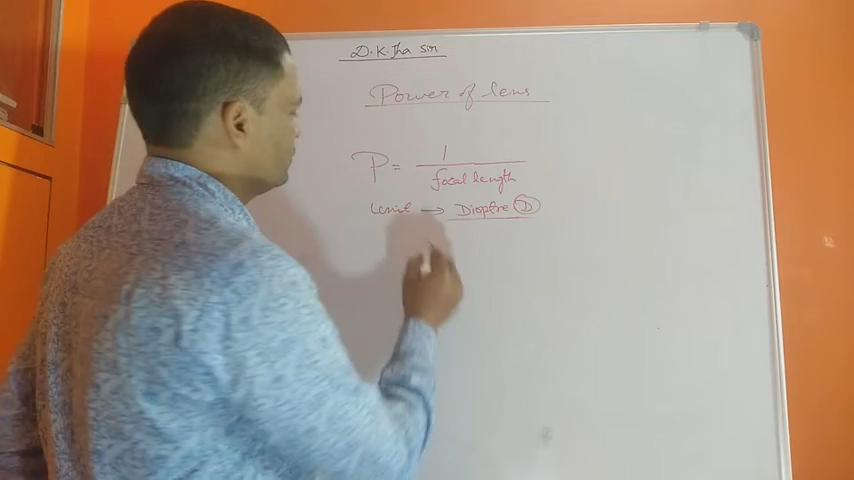 D.K.Jha Sir
Power of lens
P = 1 / focal length
Unit → Dioptre (D)